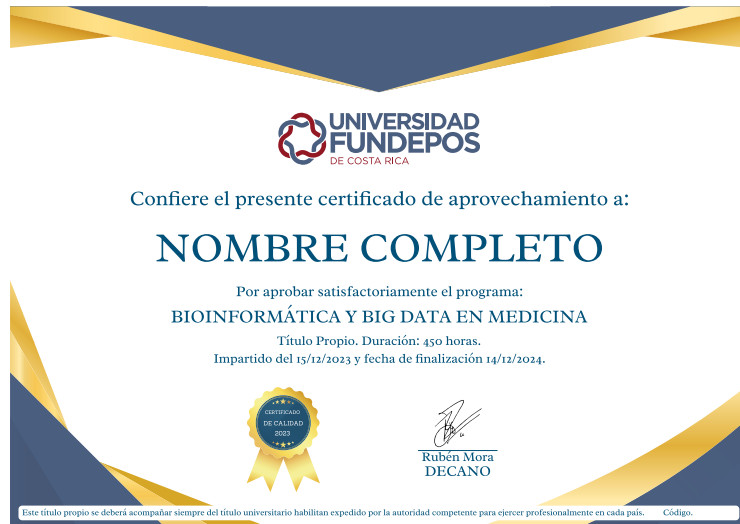 UNIVERSIDAD
FUNDEPOS
DE COSTA RICA
Confiere el presente certificado de aprovechamiento a:
NOMBRE COMPLETO
Por aprobar satisfactoriamente el programa:
BIOINFORMÁTICA Y BIG DATA EN MEDICINA
Título Propio. Duración: 450 horas.
Impartido del 15/12/2023 y fecha de finalización 14/12/2024.
CERTIFICADO
DE CALIDAD
2023
Rubén Mora
DECANO
Este título propio se deberá acompañar siempre del título universitario habilitan expedido por la autoridad competente para ejercer profesionalmente en cada país. Código.